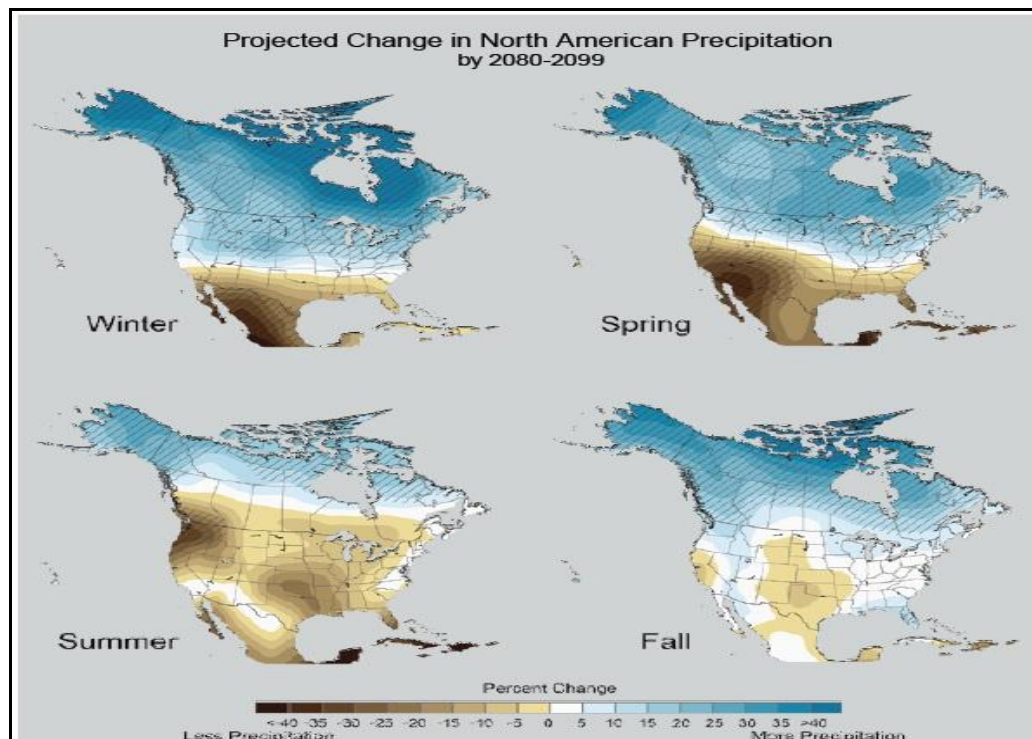 Projected Change in North American Precipitation
by 2080-2099
Winter
Spring
Summer
Fall
Percent Change
<-40 -35 -30 -25 -20 -15 -10 -5 0 5 10 15 20 25 30 35 >40
Less Precipitation
More Precipitation